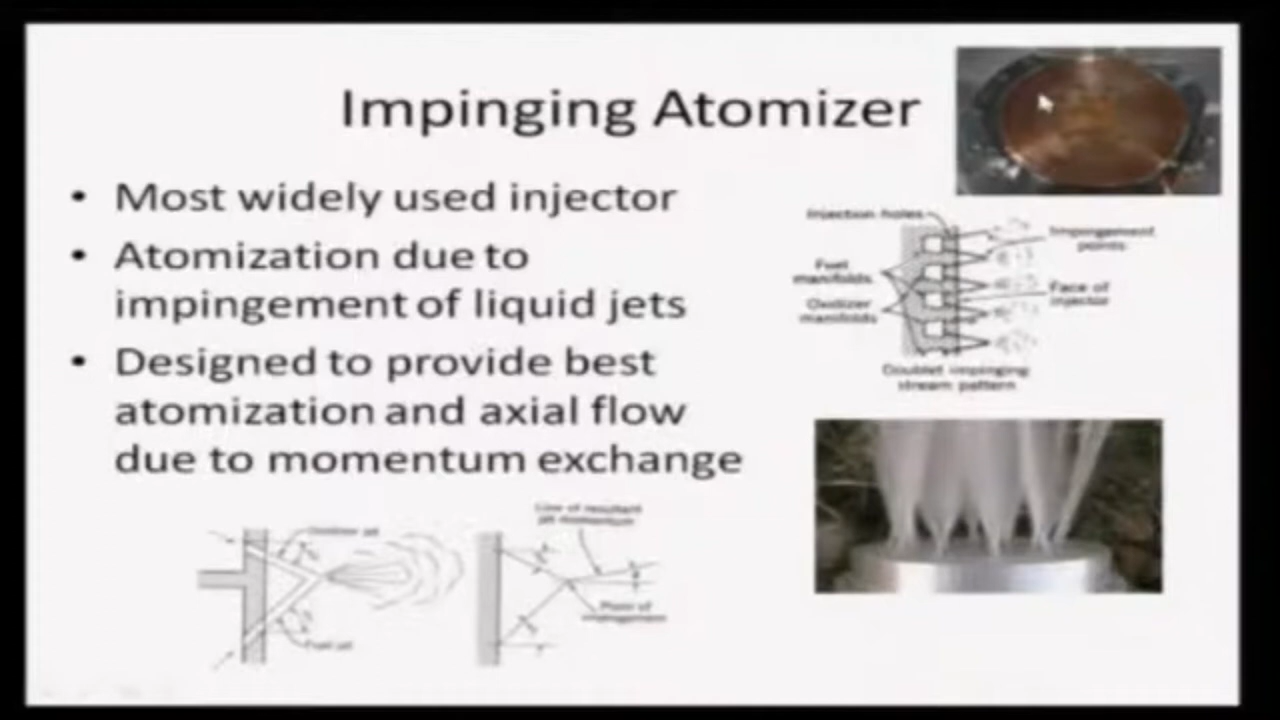 Impinging Atomizer
• Most widely used injector
• Atomization due to
impingement of liquid jets
• Designed to provide best
atomization and axial flow
due to momentum exchange
Injection holes
Impingement
points
Fuel
manifolds
Face of
injector
Oxidizer
manifolds
Doublet impinging
stream pattern
Line of resultant
jet momentum
Oxidizer jet
Fuel jet
impingement